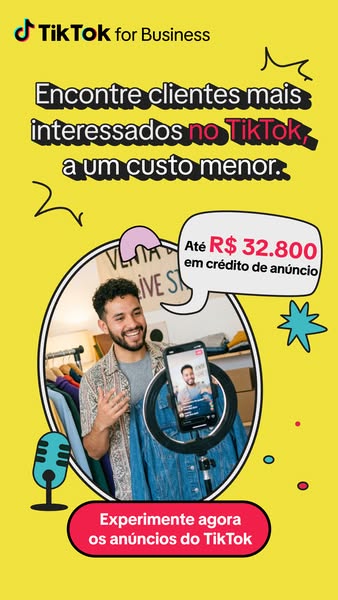 TikTok for Business
Encontre clientes mais
interessados no TikTok,
a um custo menor.
Até R$ 32.800
em crédito de anúncio
LIVE
Experimente agora
os anúncios do TikTok